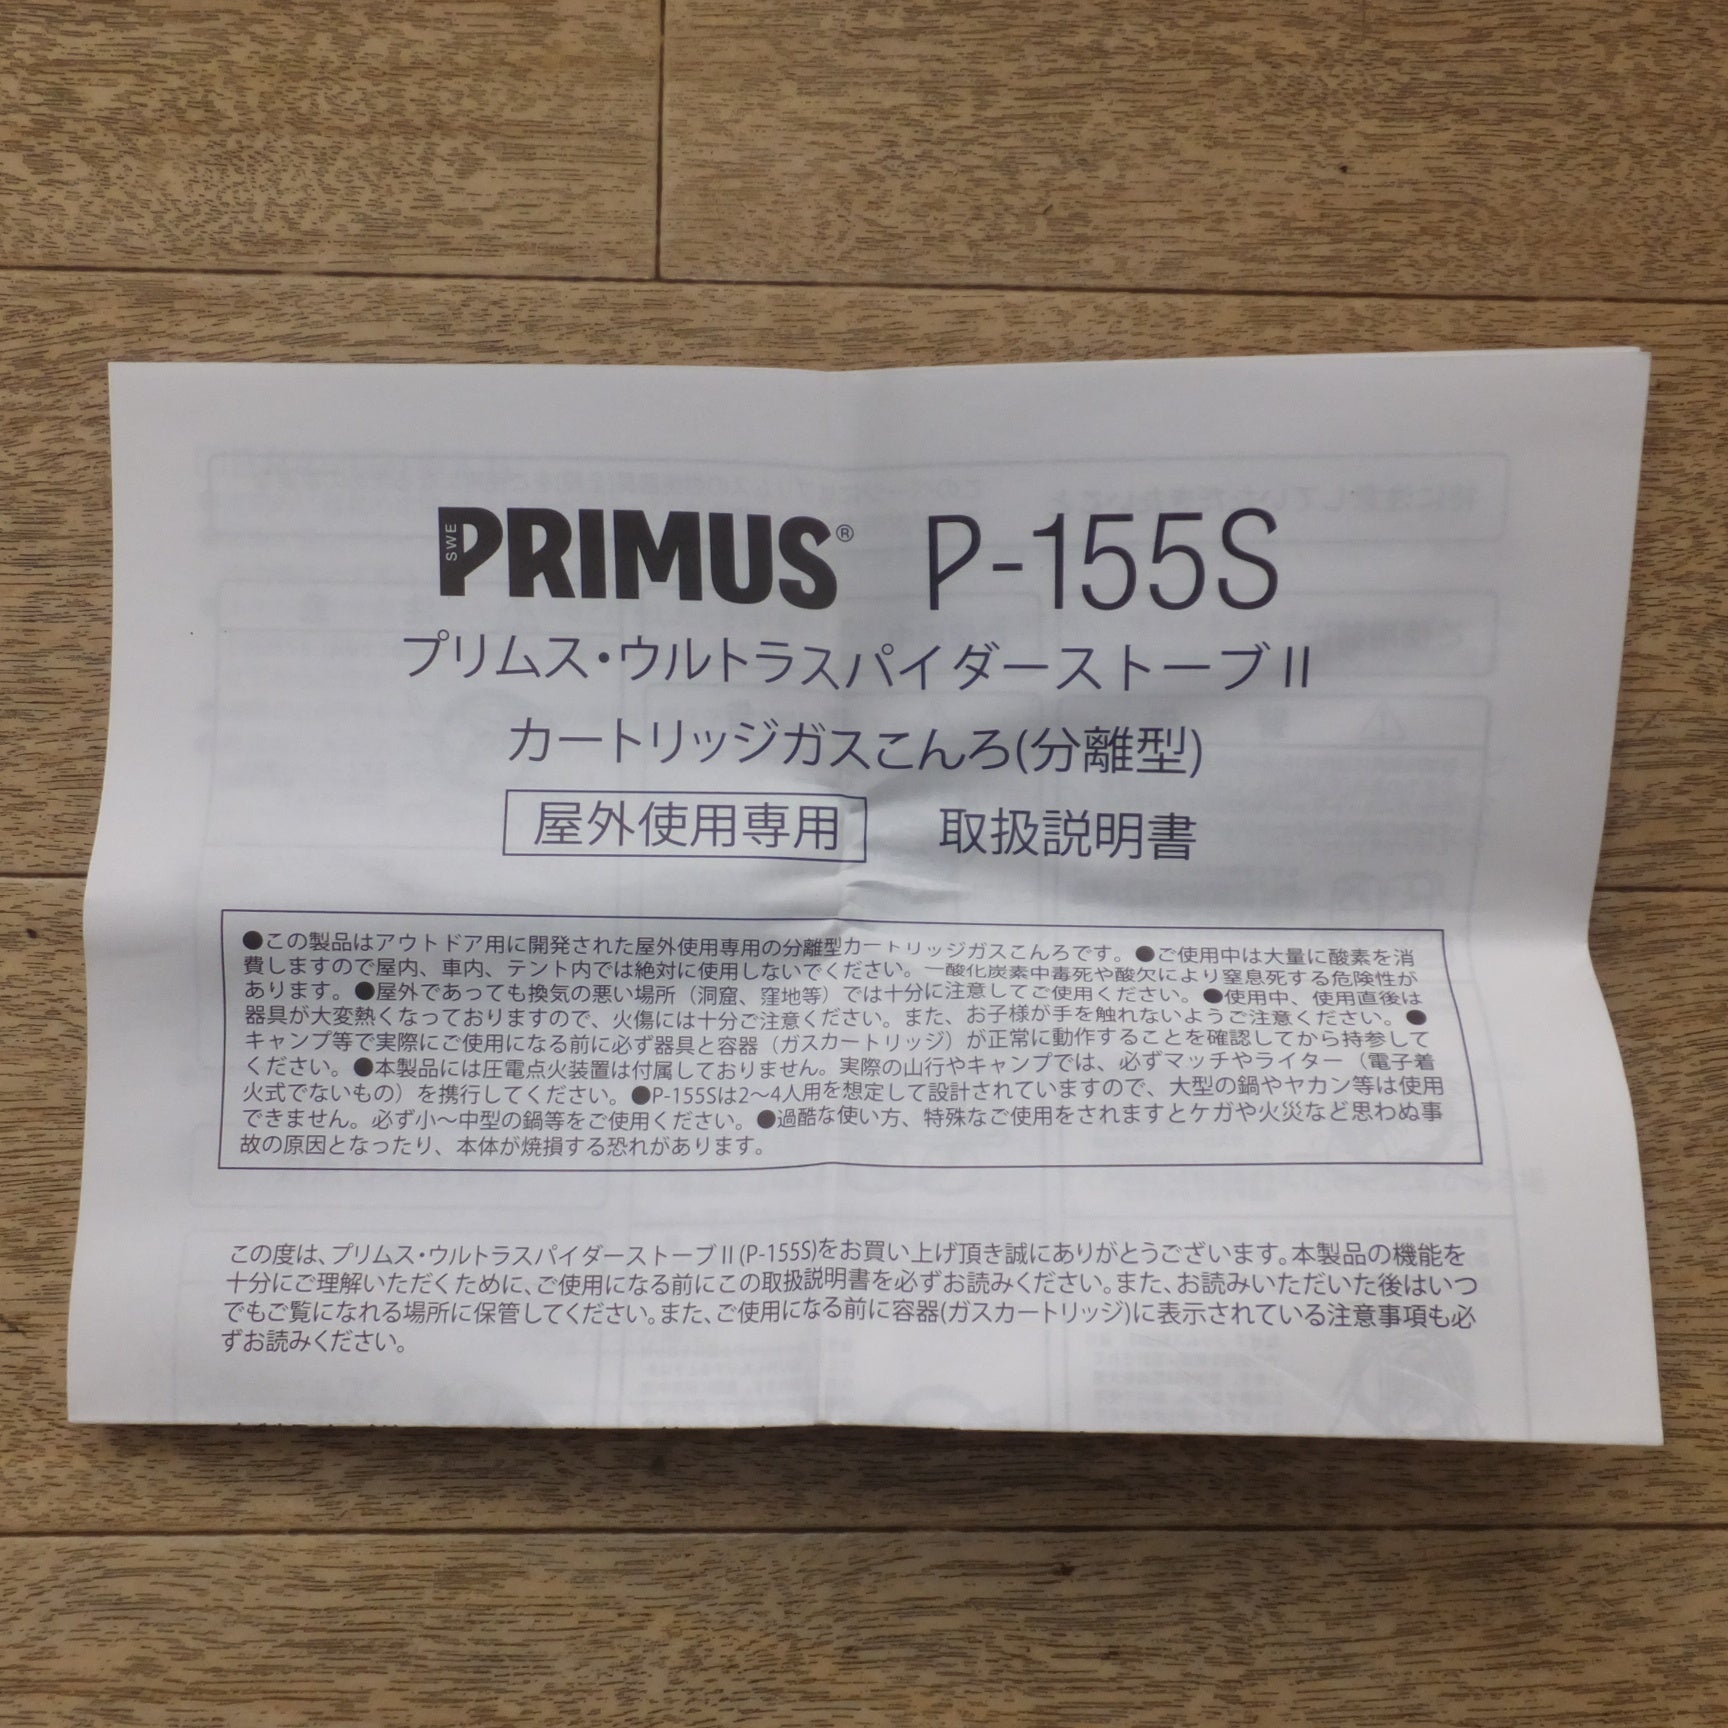 SWE PRIMUS® P-155S
プリムス・ウルトラスパイダーストーブⅡ
カートリッジガスこんろ(分離型)
屋外使用専用 取扱説明書
●この製品はアウトドア用に開発された屋外使用専用の分離型カートリッジガスこんろです。●ご使用中は大量に酸素を消
費しますので屋内、車内、テント内では絶対に使用しないでください。一酸化炭素中毒死や酸欠により窒息死する危険性が
あります。●屋外であっても換気の悪い場所（洞窟、窪地等）では十分に注意してご使用ください。●使用中、使用直後は
器具が大変熱くなっておりますので、火傷には十分ご注意ください。また、お子様が手を触れないようご注意ください。●
キャンプ等で実際にご使用になる前に必ず器具と容器（ガスカートリッジ）が正常に動作することを確認してから持参して
ください。●本製品には圧電点火装置は付属しておりません。実際の山行やキャンプでは、必ずマッチやライター（電子着
火式でないもの）を携行してください。●P-155Sは2〜4人用を想定して設計されていますので、大型の鍋やヤカン等は使用
できません。必ず小〜中型の鍋等をご使用ください。●過酷な使い方、特殊なご使用をされますとケガや火災など思わぬ事
故の原因となったり、本体が焼損する恐れがあります。
この度は、プリムス・ウルトラスパイダーストーブⅡ(P-155S)をお買い上げ頂き誠にありがとうございます。本製品の機能を
十分にご理解いただくために、ご使用になる前にこの取扱説明書を必ずお読みください。また、お読みいただいた後はいつ
でもご覧になれる場所に保管してください。また、ご使用になる前に容器(ガスカートリッジ)に表示されている注意事項も必
ずお読みください。